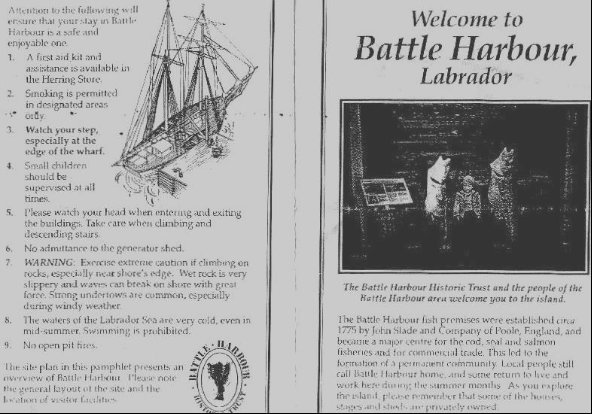 Attention to the following will
ensure that your stay in Battle
Harbour is a safe and
enjoyable one.
1. A first aid kit and
assistance is available in
the Herring Store.
2. Smoking is permitted
in designated areas
only.
3. Watch your step,
especially at the
edge of the wharf.
4. Small children
should be
supervised at all
times.
5. Please watch your head when entering and exiting
the buildings. Take care when climbing and
descending stairs.
6. No admittance to the generator shed.
7. WARNING: Exercise extreme caution if climbing on
rocks, especially near shore's edge. Wet rock is very
slippery and waves can break on shore with great
force. Strong undertows are common, especially
during windy weather.
8. The waters of the Labrador Sea are very cold, even in
mid-summer. Swimming is prohibited.
9. No open pit fires.
The site plan in this pamphlet presents an
overview of Battle Harbour. Please note
the general layout of the site and the
location of visitor facilities.
BATTLE HARBOUR
HISTORIC TRUST
Welcome to
Battle Harbour,
Labrador
The Battle Harbour Historic Trust and the people of the
Battle Harbour area welcome you to the island.
The Battle Harbour fish premises were established circa
1775 by John Slade and Company of Poole, England, and
became a major centre for the cod, seal and salmon
fisheries and for commercial trade. This led to the
formation of a permanent community. Local people still
call Battle Harbour home, and some return to live and
work here during the summer months. As you explore
the island, please remember that some of the houses,
stages and sheds are privately owned.